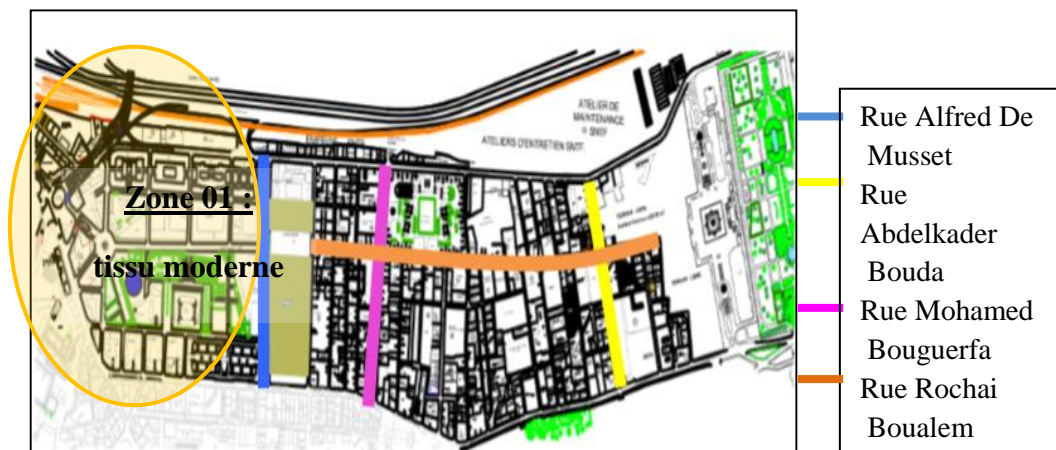 ATELIER DE
MAINTENANCE
SNTF
ATELIERS D'ENTRETIEN SNTF
Zone 01 :
tissu moderne
Rue Alfred De
Musset
Rue
Abdelkader
Bouda
Rue Mohamed
Bouguerfa
Rue Rochai
Boualem